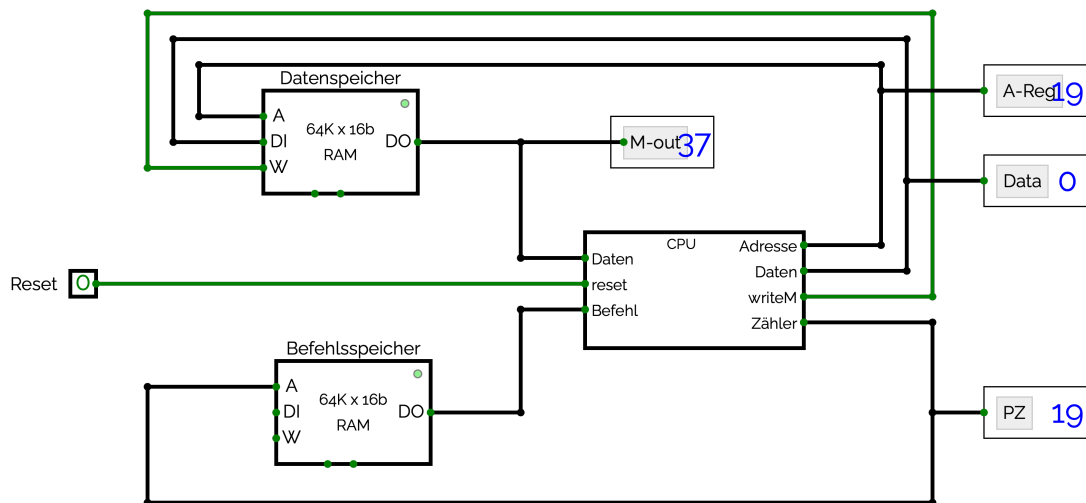 Datenspeicher
A
DI
W
64K x 16b
RAM
DO
M-out
37
A-Reg
19
Data
0
CPU
Daten
reset
Befehl
Adresse
Daten
writeM
Zähler
Reset
0
Befehlsspeicher
A
DI
W
64K x 16b
RAM
DO
PZ
19